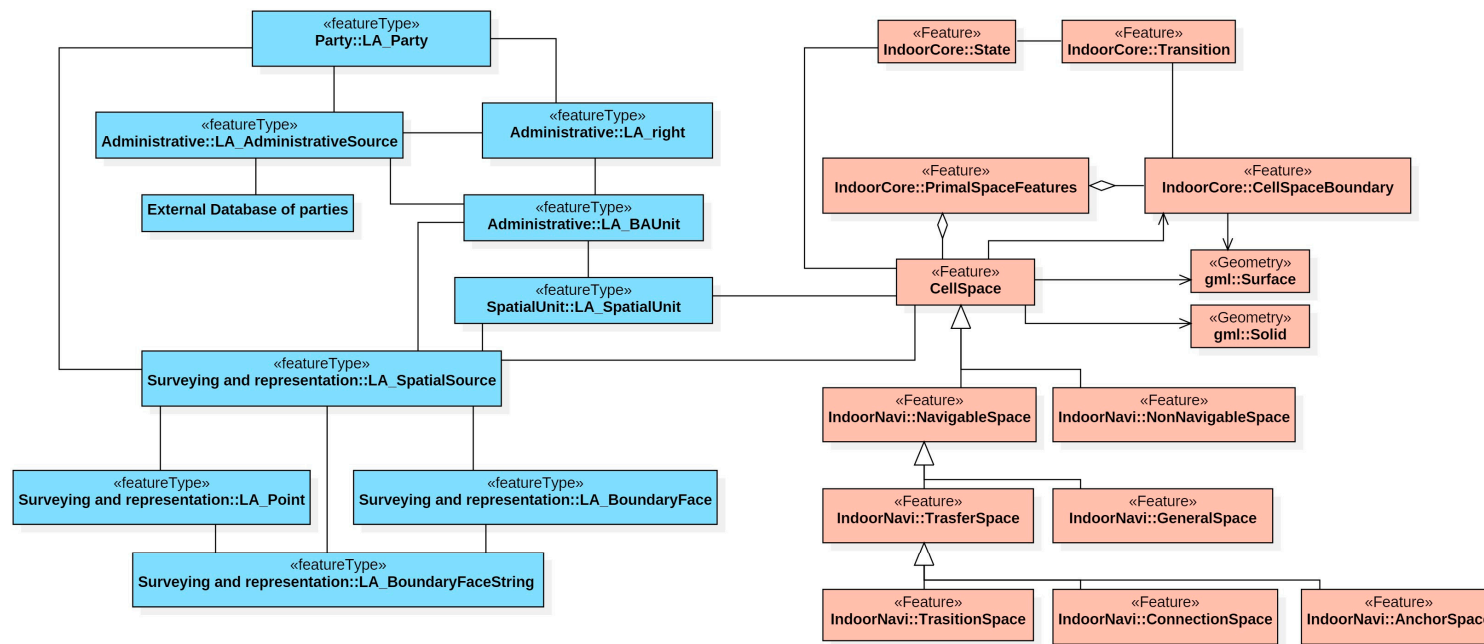 «featureType»
Party::LA_Party
«featureType»
Administrative::LA_AdministrativeSource
«featureType»
Administrative::LA_right
External Database of parties
«featureType»
Administrative::LA_BAUnit
«featureType»
SpatialUnit::LA_SpatialUnit
«featureType»
Surveying and representation::LA_SpatialSource
«featureType»
Surveying and representation::LA_Point
«featureType»
Surveying and representation::LA_BoundaryFace
«featureType»
Surveying and representation::LA_BoundaryFaceString
«Feature»
IndoorCore::State
«Feature»
IndoorCore::Transition
«Feature»
IndoorCore::PrimalSpaceFeatures
«Feature»
IndoorCore::CellSpaceBoundary
«Feature»
CellSpace
«Geometry»
gml::Surface
«Geometry»
gml::Solid
«Feature»
IndoorNavi::NavigableSpace
«Feature»
IndoorNavi::NonNavigableSpace
«Feature»
IndoorNavi::TrasferSpace
«Feature»
IndoorNavi::GeneralSpace
«Feature»
IndoorNavi::TrasitionSpace
«Feature»
IndoorNavi::ConnectionSpace
«Feature»
IndoorNavi::AnchorSpace